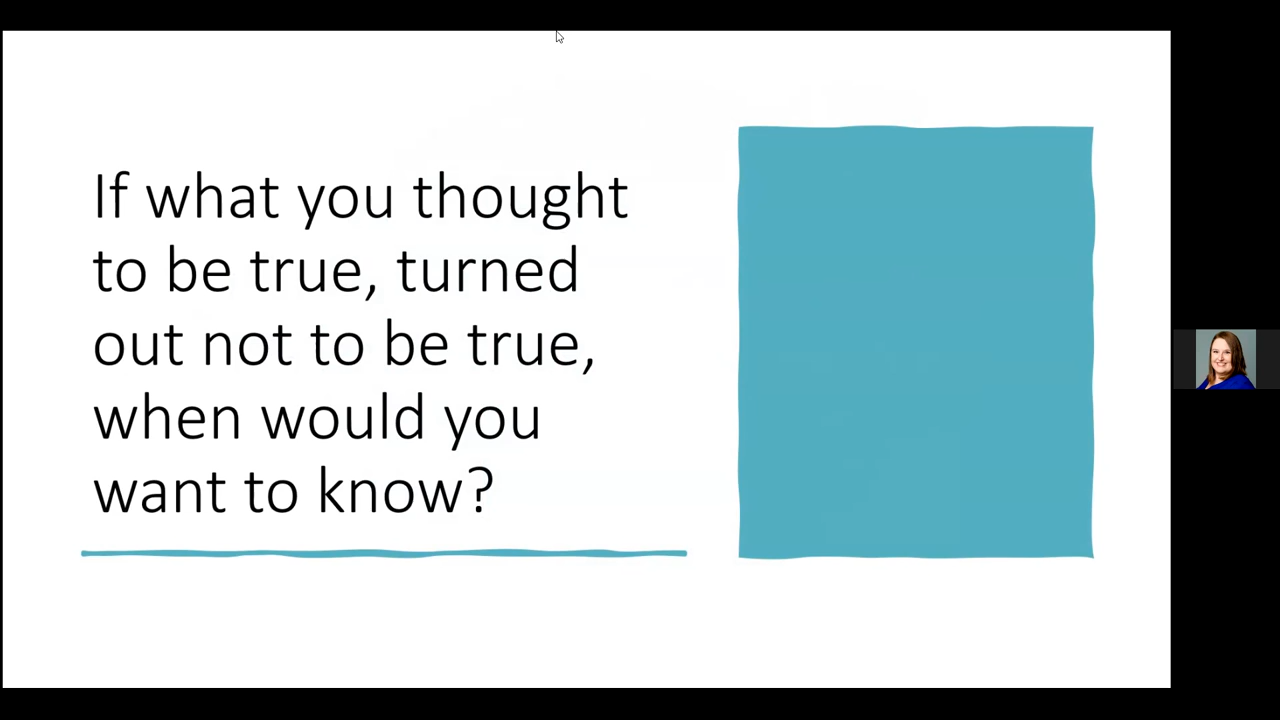 If what you thought
to be true, turned
out not to be true,
when would you
want to know?